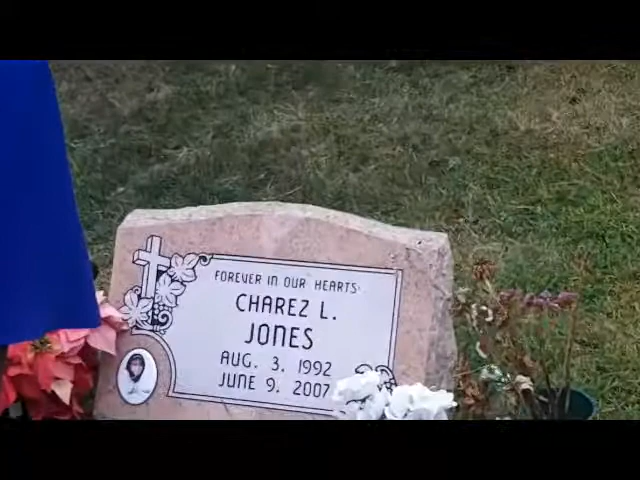 FOREVER IN OUR HEARTS
CHAREZ L.
JONES
AUG. 3. 1992
JUNE 9. 2007